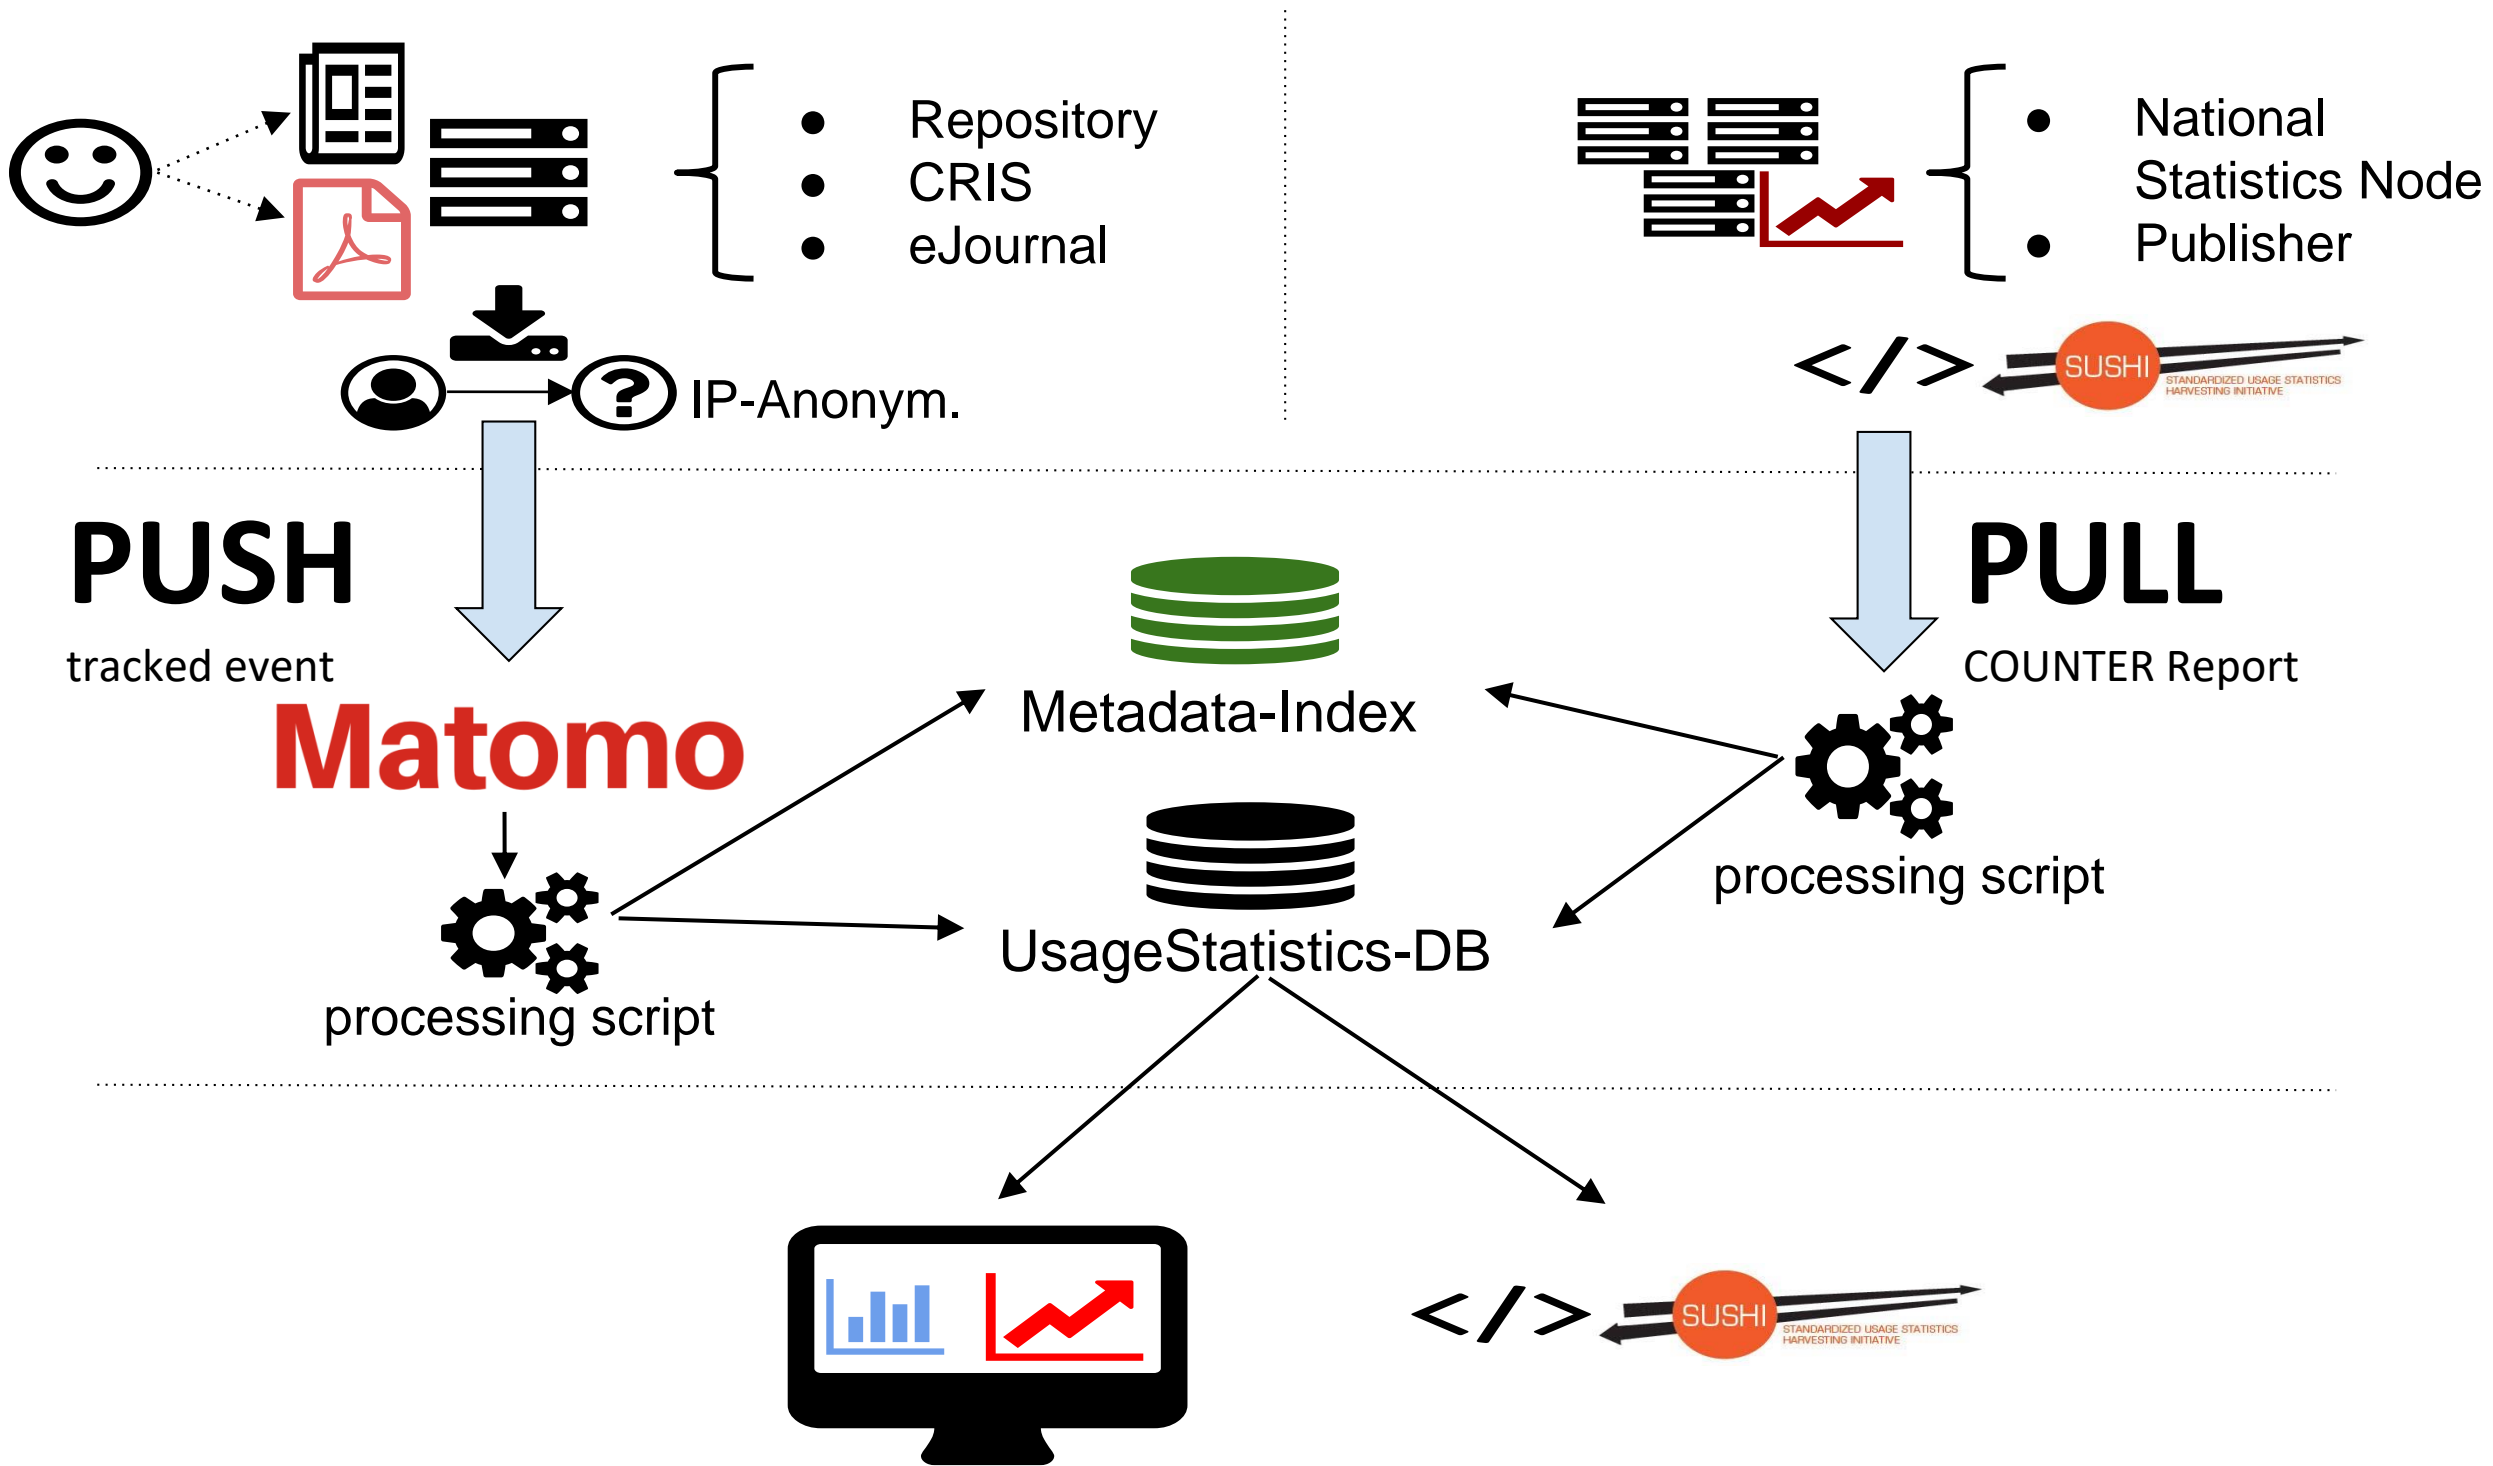 Repository
CRIS
eJournal
National
Statistics Node
Publisher
IP-Anonym.
</>
SUSHI
STANDARDIZED USAGE STATISTICS
HARVESTING INITIATIVE
PUSH
tracked event
PULL
COUNTER Report
Matomo
Metadata-Index
processing script
UsageStatistics-DB
processing script
</>
SUSHI
STANDARDIZED USAGE STATISTICS
HARVESTING INITIATIVE